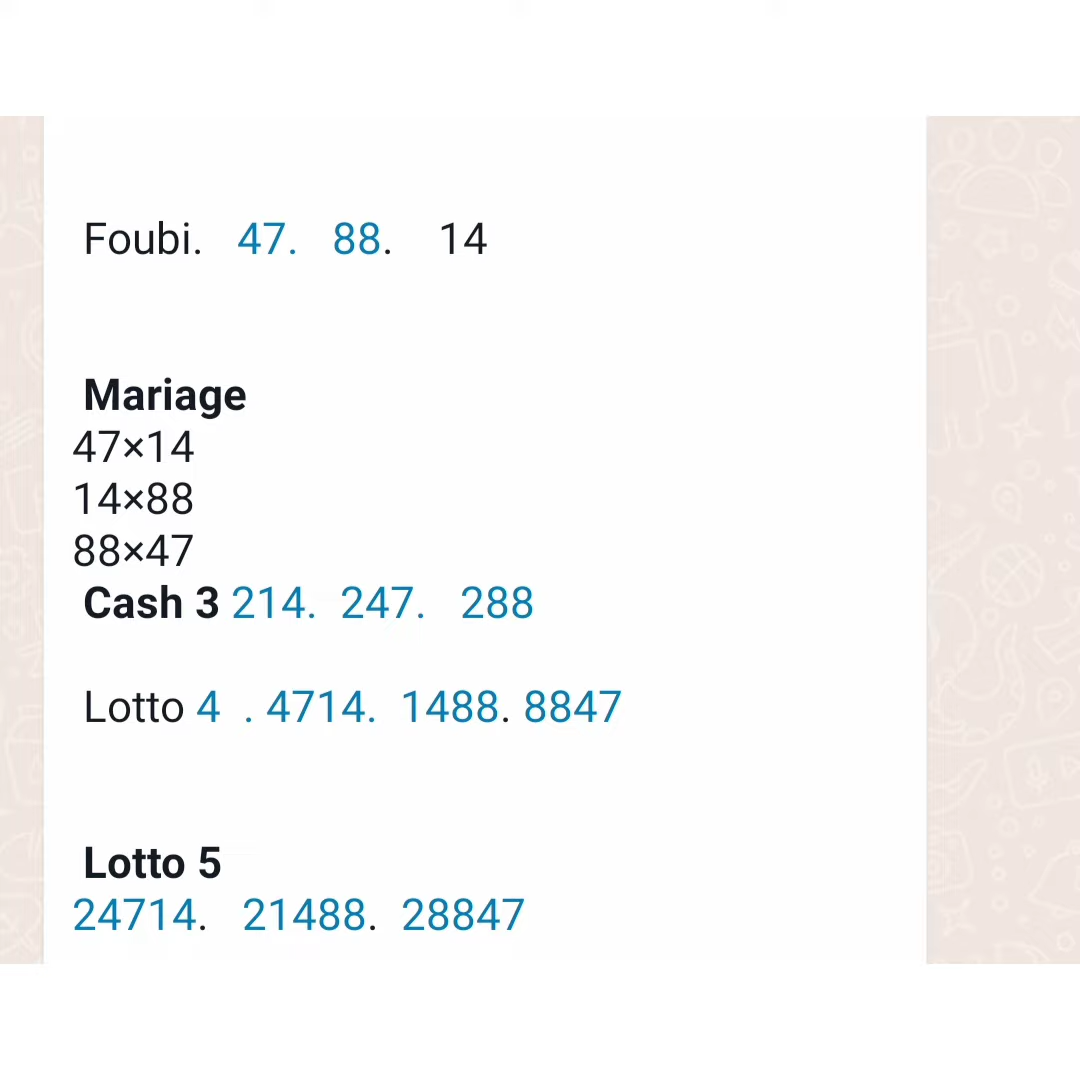 Foubi. 47. 88. 14
Mariage
47×14
14×88
88×47
Cash 3 214. 247. 288
Lotto 4 . 4714. 1488. 8847
Lotto 5
24714. 21488. 28847